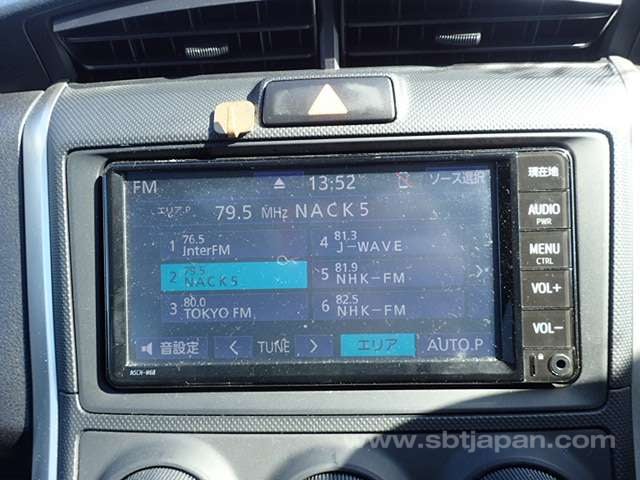 FM 13:52 ソース選択
エリア.P 79.5 MHz NACK5
1 76.5 InterFM
2 79.5 NACK5
3 80.0 TOKYO FM
4 81.3 J-WAVE
5 81.9 NHK-FM
6 82.5 NHK-FM
音設定 < TUNE > エリア AUTO.P
現在地
AUDIO
PWR
MENU
CTRL
VOL+
VOL-
NSCN-W68
www.sbtjapan.com